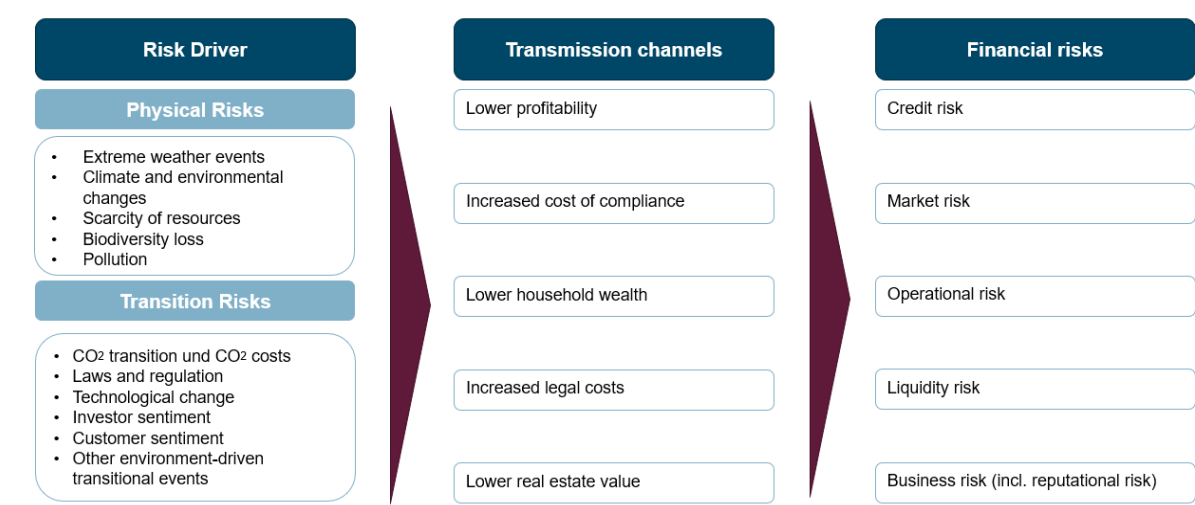 Risk Driver
Physical Risks
• Extreme weather events
• Climate and environmental
changes
• Scarcity of resources
• Biodiversity loss
• Pollution
Transition Risks
• CO2 transition und CO2 costs
• Laws and regulation
• Technological change
• Investor sentiment
• Customer sentiment
• Other environment-driven
transitional events
Transmission channels
Lower profitability
Increased cost of compliance
Lower household wealth
Increased legal costs
Lower real estate value
Financial risks
Credit risk
Market risk
Operational risk
Liquidity risk
Business risk (incl. reputational risk)